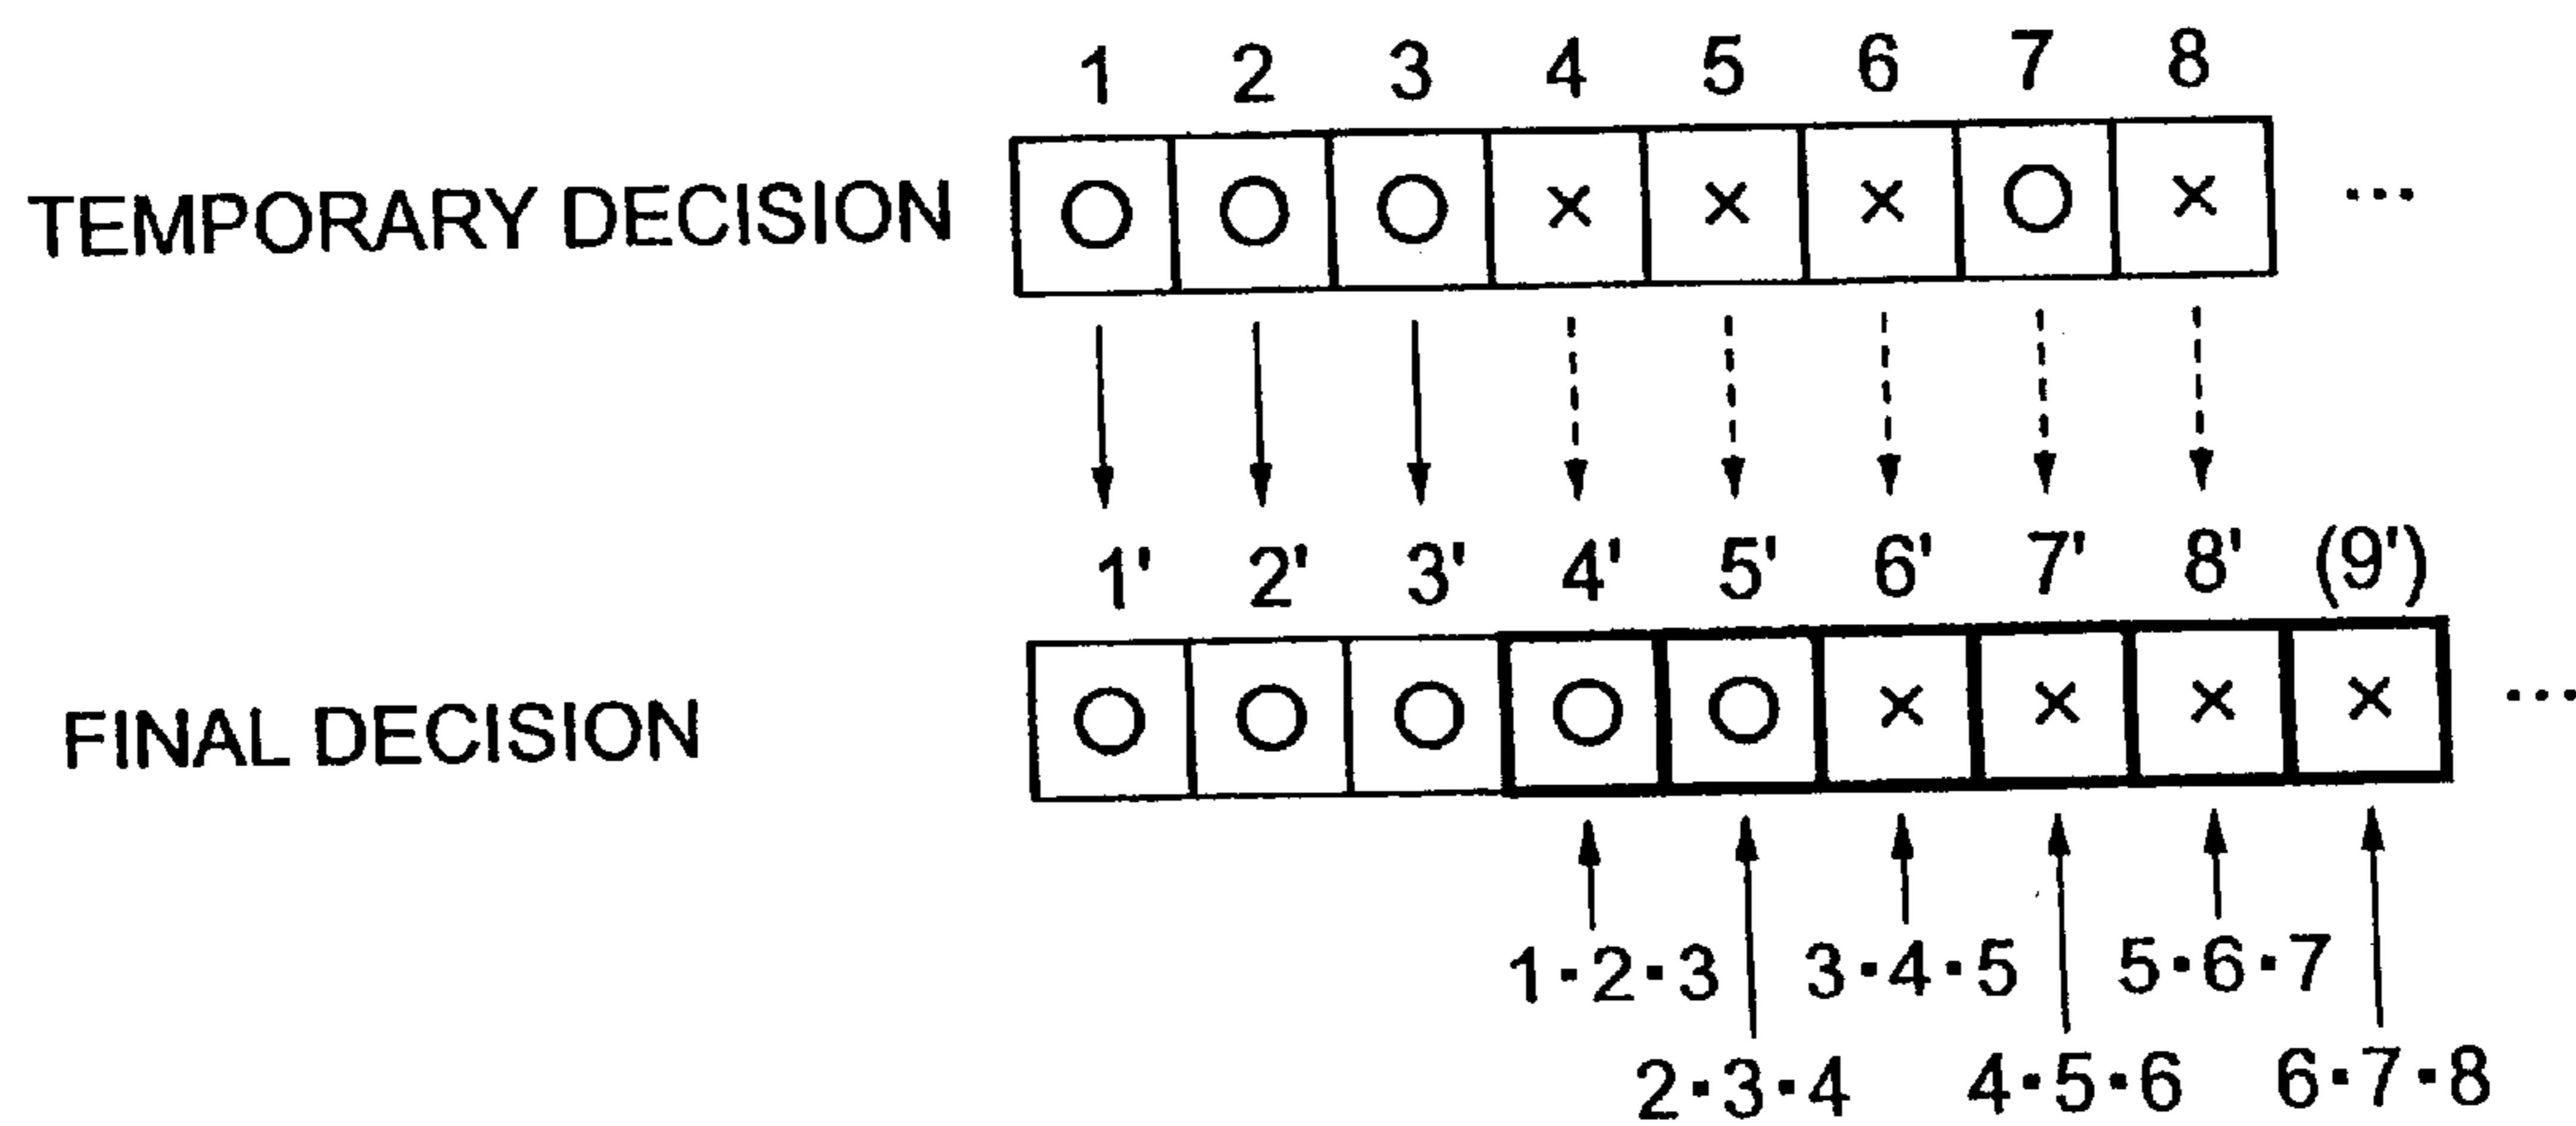 1 2 3 4 5 6 7 8
TEMPORARY DECISION ○ ○ ○ × × × ○ × ...
1' 2' 3' 4' 5' 6' 7' 8' (9')
FINAL DECISION ○ ○ ○ ○ ○ × × × × ...
1·2·3 3·4·5 5·6·7
2·3·4 4·5·6 6·7·8